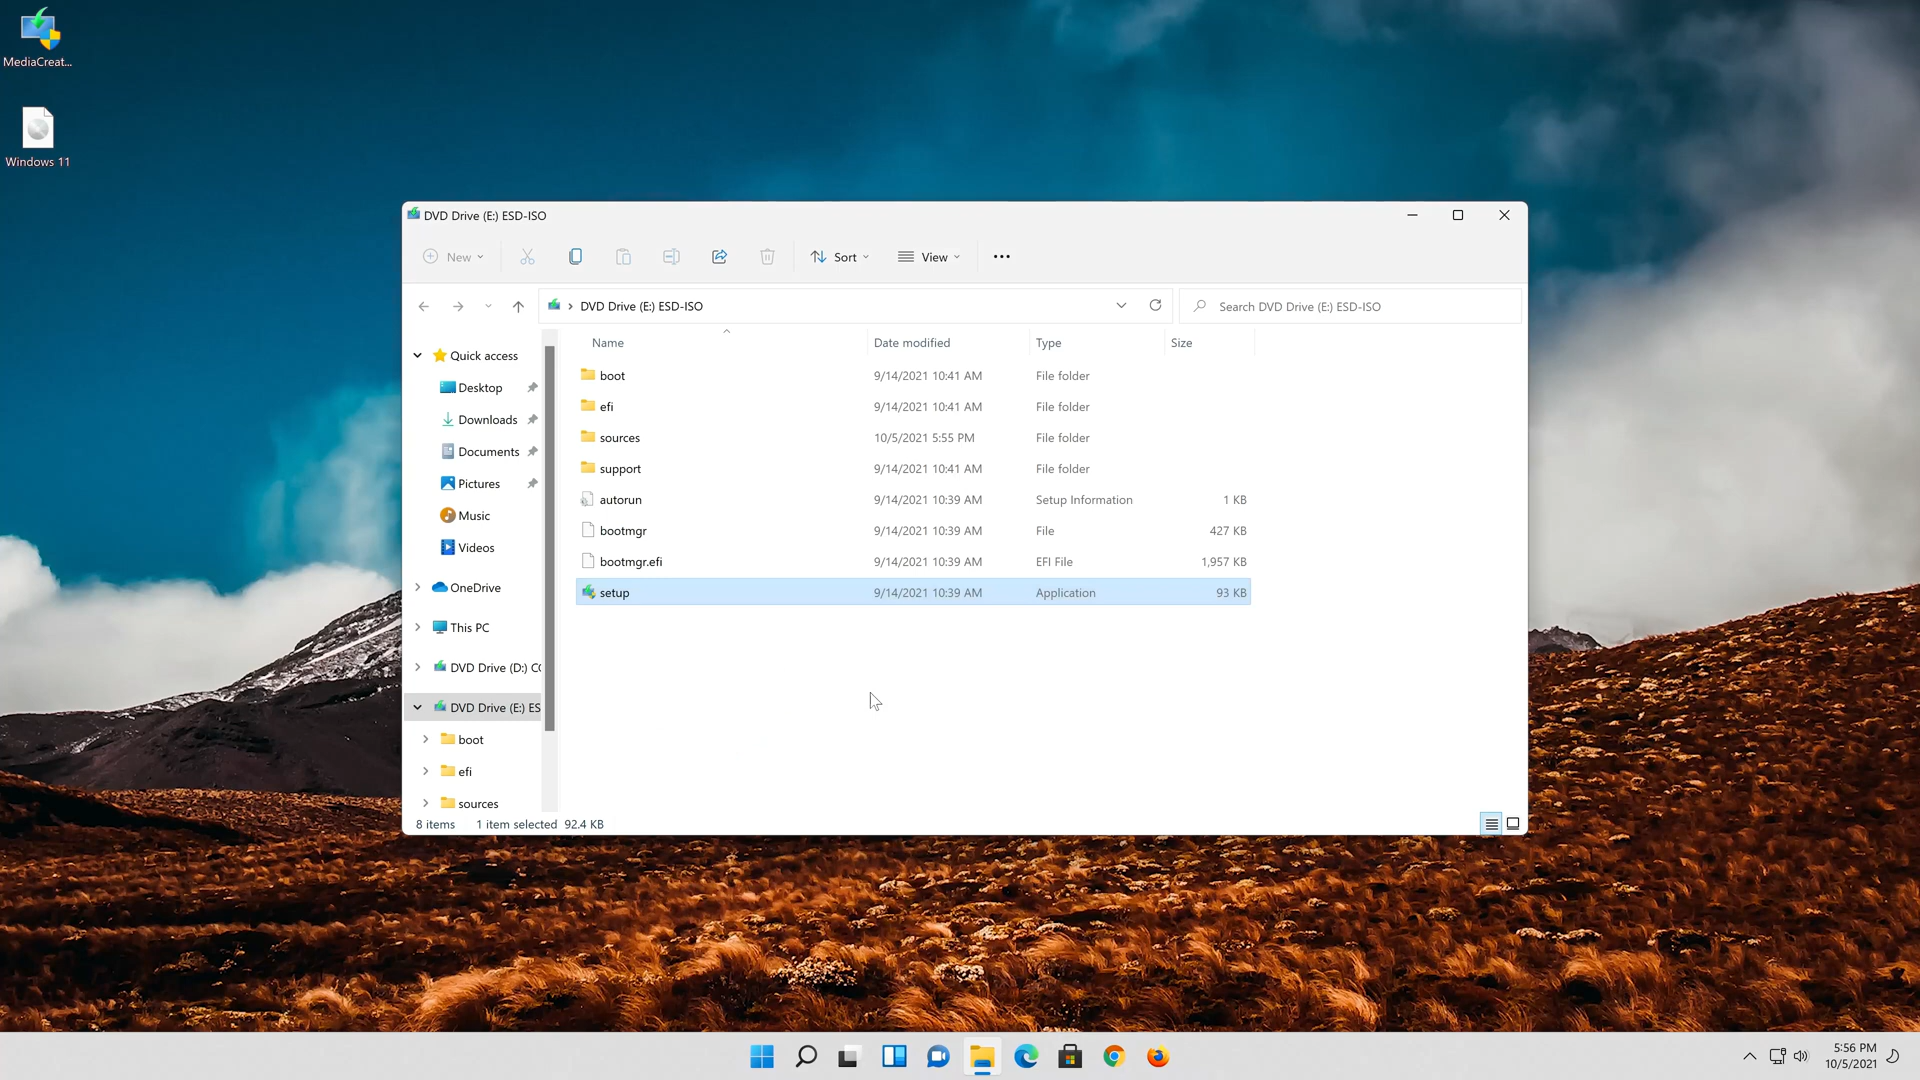 MediaCreat...
Windows 11
DVD Drive (E:) ESD-ISO
New
Sort
View
DVD Drive (E:) ESD-ISO
Search DVD Drive (E:) ESD-ISO
Name Date modified Type Size
Quick access
Desktop
Downloads
Documents
Pictures
Music
Videos
OneDrive
This PC
DVD Drive (D:) CC
DVD Drive (E:) ES
boot
efi
sources
boot 9/14/2021 10:41 AM File folder
efi 9/14/2021 10:41 AM File folder
sources 10/5/2021 5:55 PM File folder
support 9/14/2021 10:41 AM File folder
autorun 9/14/2021 10:39 AM Setup Information 1 KB
bootmgr 9/14/2021 10:39 AM File 427 KB
bootmgr.efi 9/14/2021 10:39 AM EFI File 1,957 KB
setup 9/14/2021 10:39 AM Application 93 KB
8 items 1 item selected 92.4 KB
5:56 PM
10/5/2021